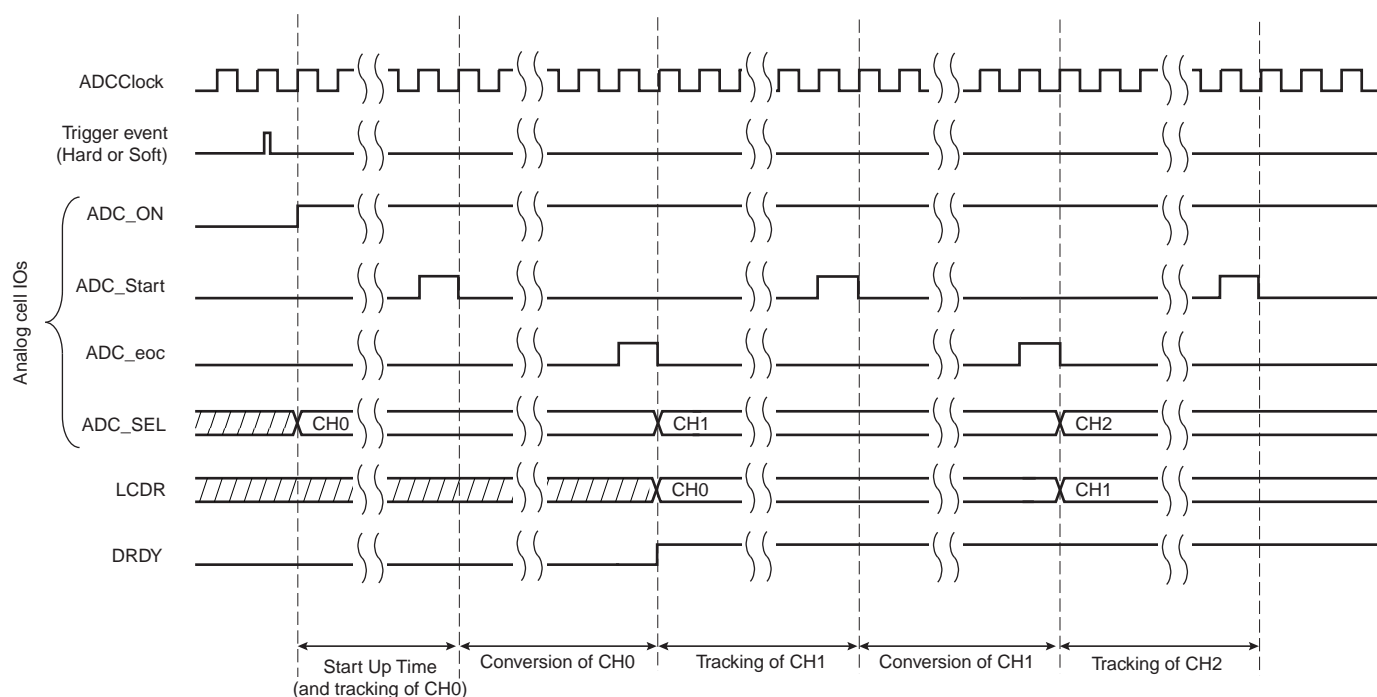 ADCClock
Trigger event
(Hard or Soft)
Analog cell IOs
ADC_ON
ADC_Start
ADC_eoc
ADC_SEL
CH0
CH1
CH2
LCDR
CH0
CH1
DRDY
Start Up Time
(and tracking of CH0)
Conversion of CH0
Tracking of CH1
Conversion of CH1
Tracking of CH2